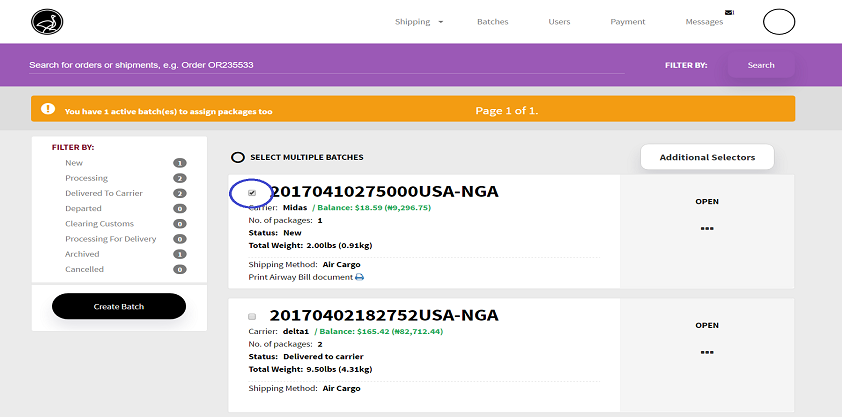 Shipping
Batches
Users
Payment
Messages
Search for orders or shipments, e.g. Order OR235533
FILTER BY:
Search
You have 1 active batch(es) to assign packages too
Page 1 of 1.
FILTER BY:
New 1
Processing 2
Delivered To Carrier 2
Departed 0
Clearing Customs 0
Processing For Delivery 0
Archived 1
Cancelled 0
Create Batch
SELECT MULTIPLE BATCHES
Additional Selectors
20170410275000USA-NGA
Carrier: Midas / Balance: $18.59 (₦9,296.75)
No. of packages: 1
Status: New
Total Weight: 2.00lbs (0.91kg)
Shipping Method: Air Cargo
Print Airway Bill document
OPEN
20170402182752USA-NGA
Carrier: delta1 / Balance: $165.42 (₦82,712.44)
No. of packages: 2
Status: Delivered to carrier
Total Weight: 9.50lbs (4.31kg)
Shipping Method: Air Cargo
OPEN